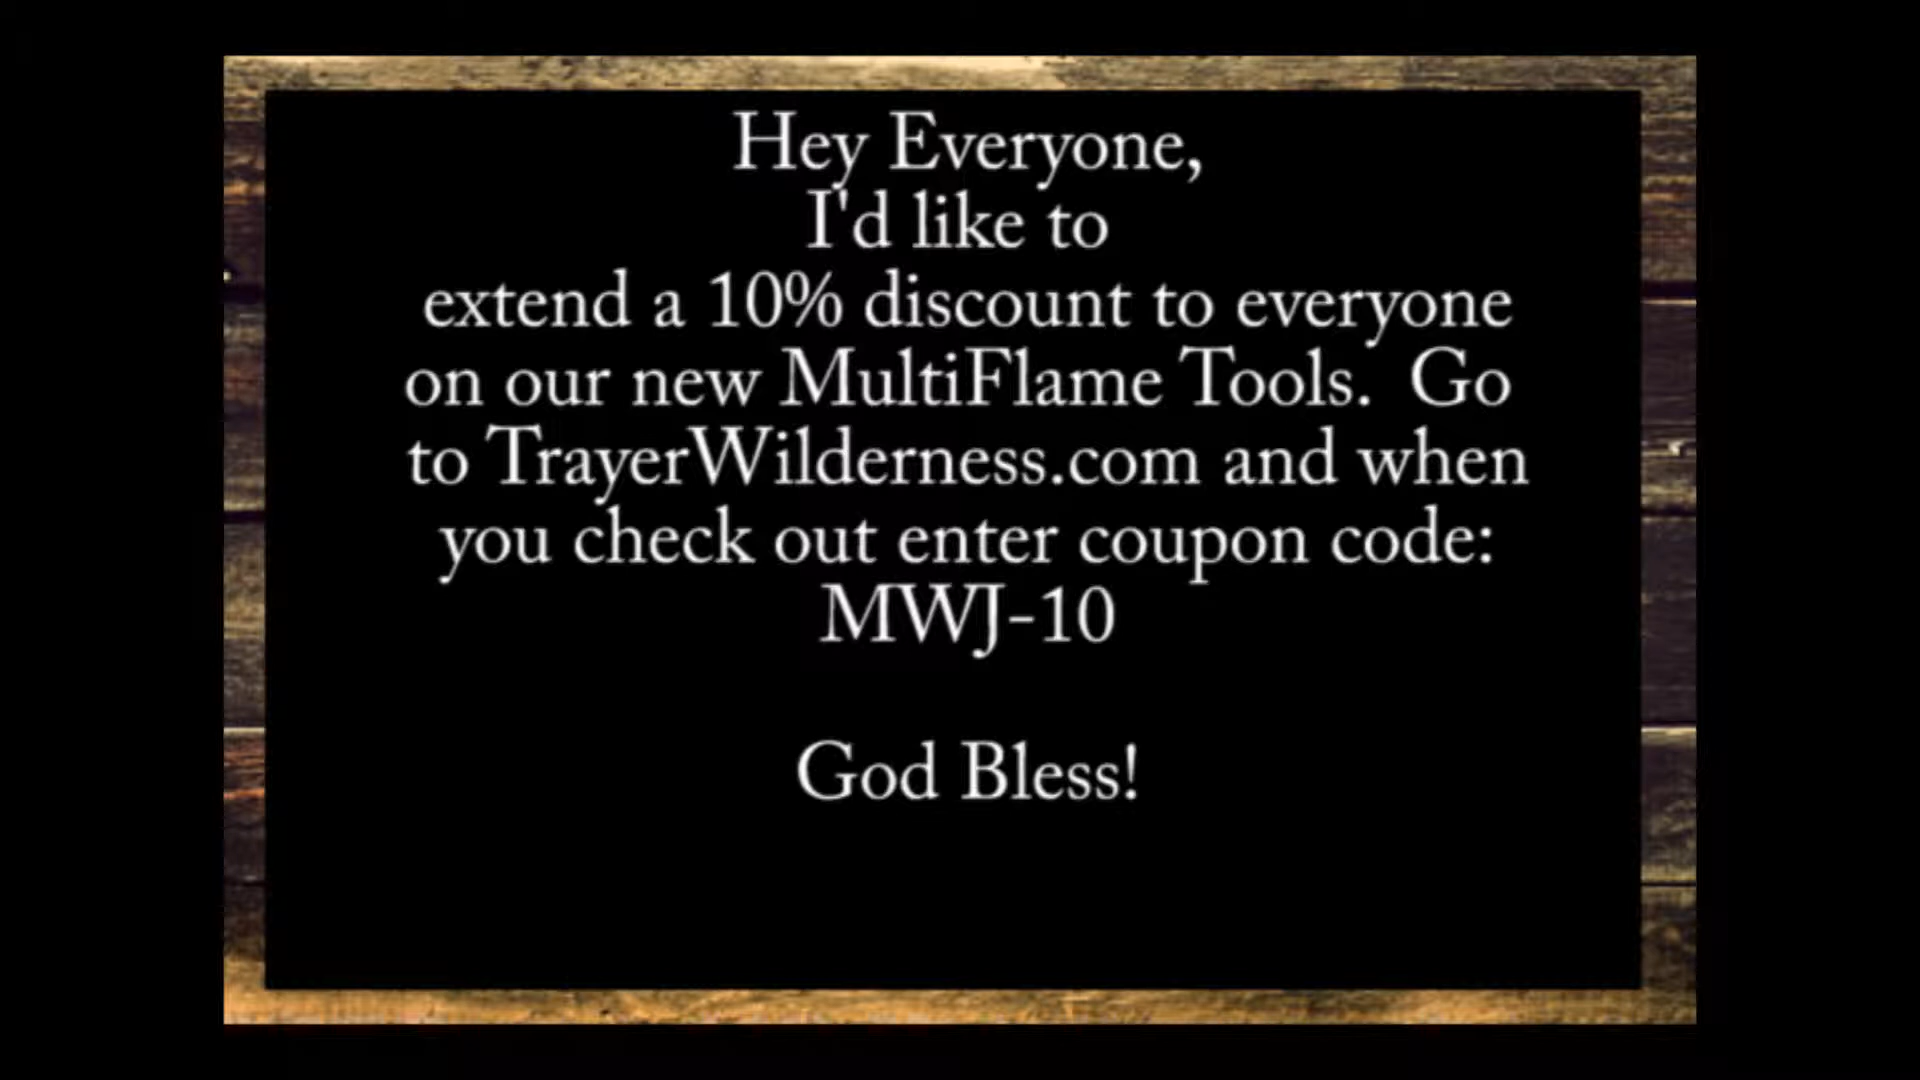 Hey Everyone,
I'd like to
extend a 10% discount to everyone
on our new MultiFlame Tools.  Go
to TrayerWilderness.com and when
you check out enter coupon code:
MWJ-10
God Bless!